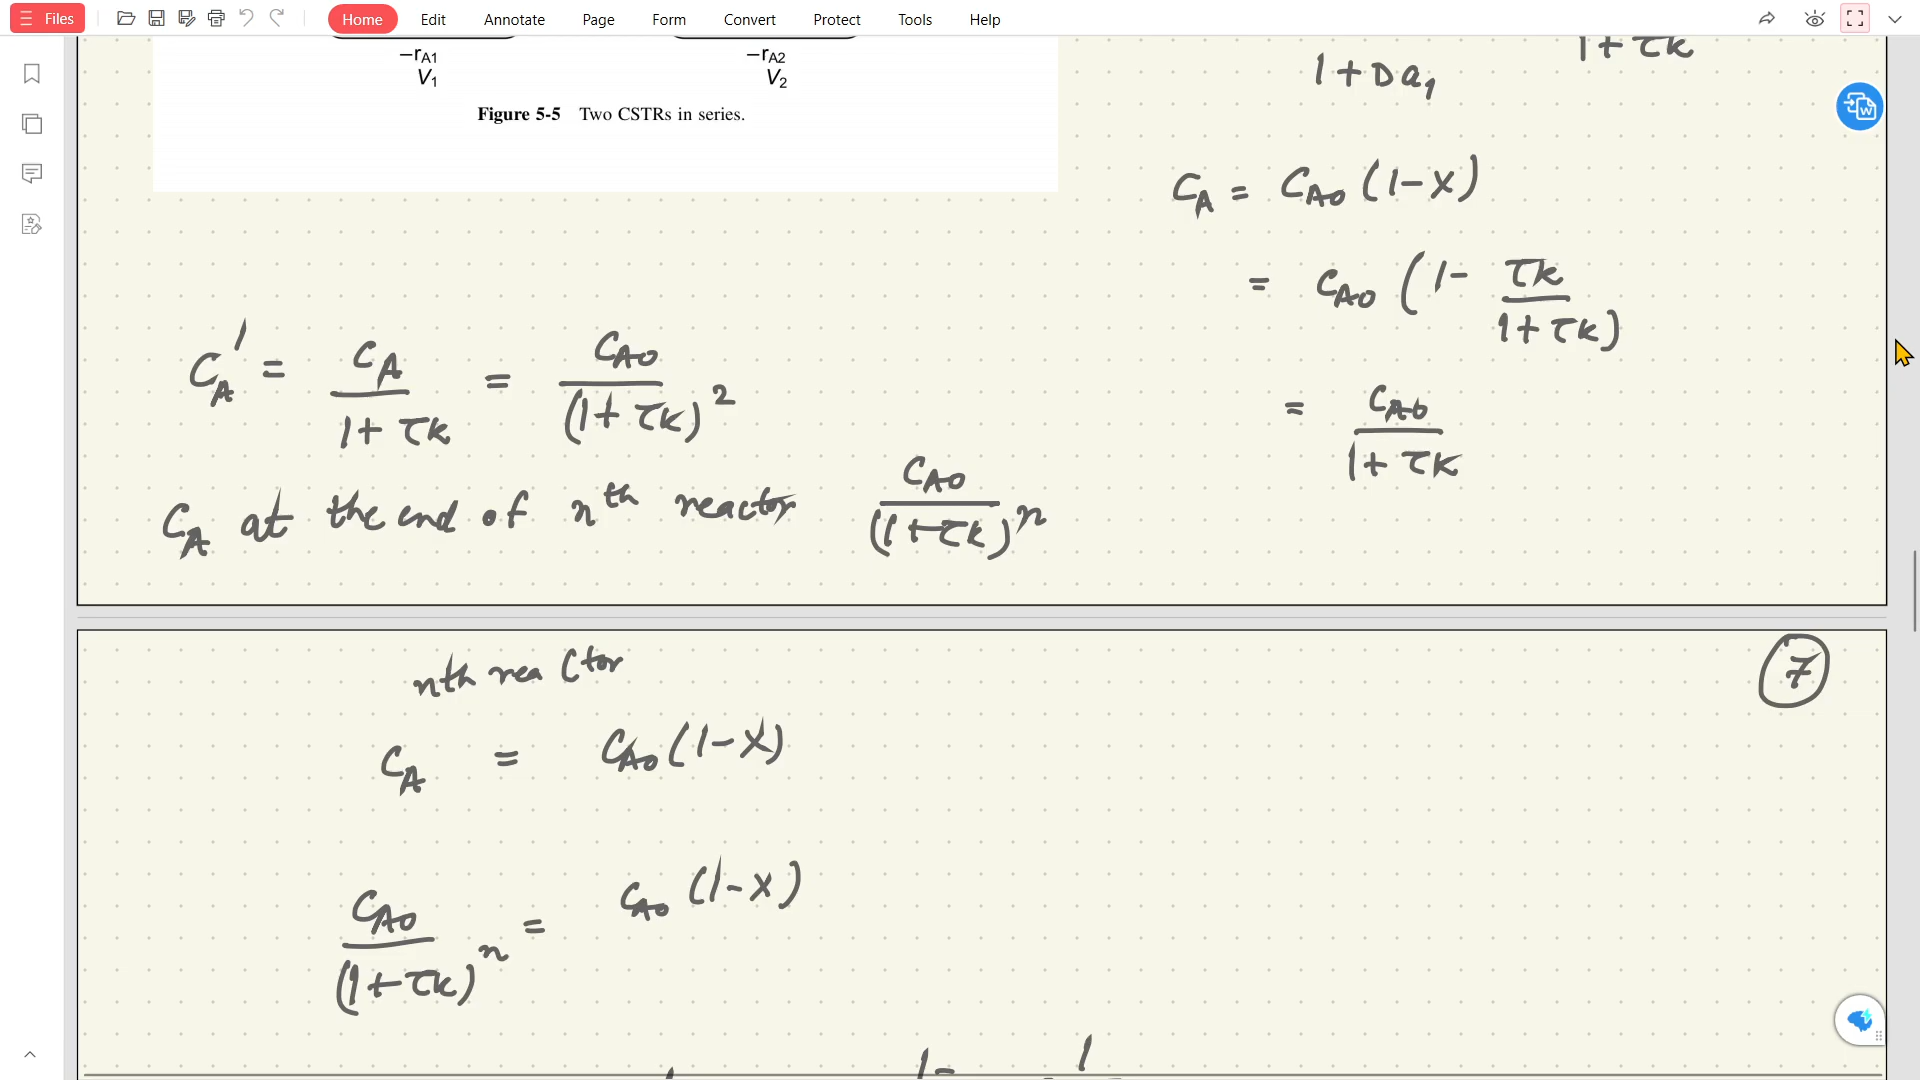 Files
Home Edit Annotate Page Form Convert Protect Tools Help
−rA1 −rA2
V1 V2
Figure 5-5 Two CSTRs in series.
1 + τk
1 + Da1
CA = CA0 (1 − X)
= CA0 (1 − τk / 1 + τk)
= CA0 / 1 + τk
CA' = CA / 1 + τk = CA0 / (1 + τk)^2
CA at the end of nth reactor CA0 / (1 + τk)^n
7
nth reactor
CA = CA0 (1 − X)
CA0 / (1 + τk)^n = CA0 (1 − X)